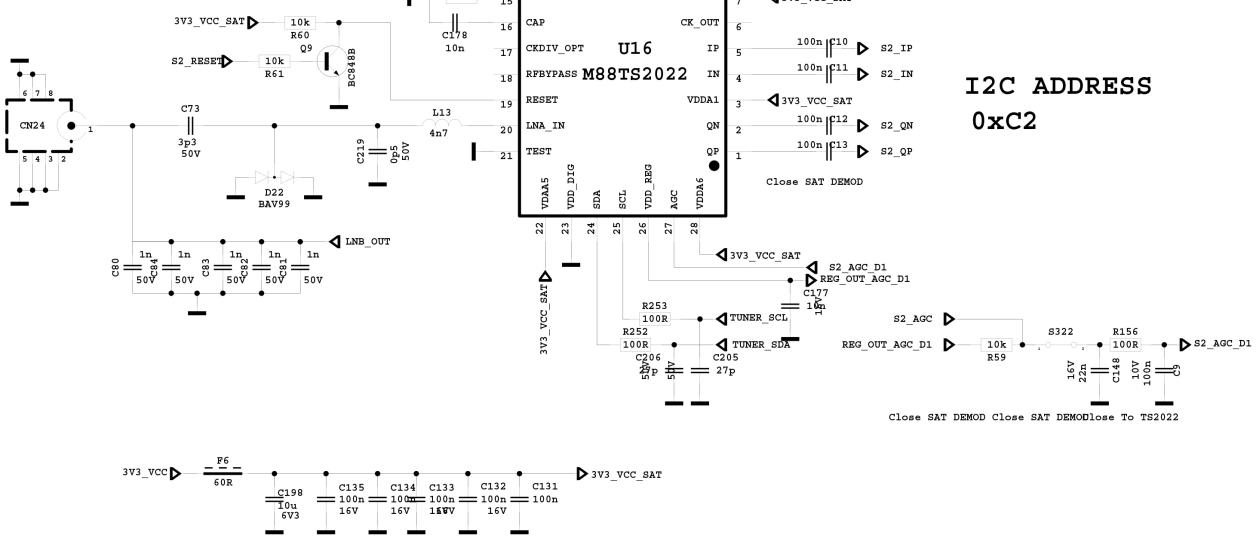 15
16
CAP
C178
10n
17
CKDIV_OPT
18
RFBYPASS
19
RESET
20
LNA_IN
21
TEST
U16
M88TS2022
7
CK_OUT
6
IP
5
IN
4
VDDA1
3
QN
2
QP
1
3V3_VCC_SAT
10k
R60
S2_RESET
10k
R61
Q9
BC848B
100n
C10
S2_IP
100n
C11
S2_IN
3V3_VCC_SAT
100n
C12
S2_QN
100n
C13
S2_QP
Close SAT DEMOD
I2C ADDRESS
0xC2
6 7 8
CN24
1
5 4 3 2
C73
3p3
50V
D22
BAV99
C219
0p5
50V
L13
4n7
VDAA5
VDD_DIG
SDA
SCL
VDD_REG
AGC
VDDA6
22
23
24
25
26
27
28
LNB_OUT
C80
1n
50V
C84
1n
50V
C83
1n
50V
C82
1n
50V
C81
1n
50V
3V3_VCC_SAT
3V3_VCC_SAT
S2_AGC_D1
REG_OUT_AGC_D1
C177
R253
100R
TUNER_SCL
R252
100R
TUNER_SDA
C206
27p
50V
50V
C205
27p
S2_AGC
REG_OUT_AGC_D1
10k
R59
S322
R156
100R
S2_AGC_D1
16V
22n
C148
10V
100n
C9
Close SAT DEMOD Close SAT DEMOD Close To TS2022
3V3_VCC
F6
60R
3V3_VCC_SAT
C198
10u
6V3
C135
100n
16V
C134
100n
16V
C133
100n
16V
C132
100n
16V
C131
100n